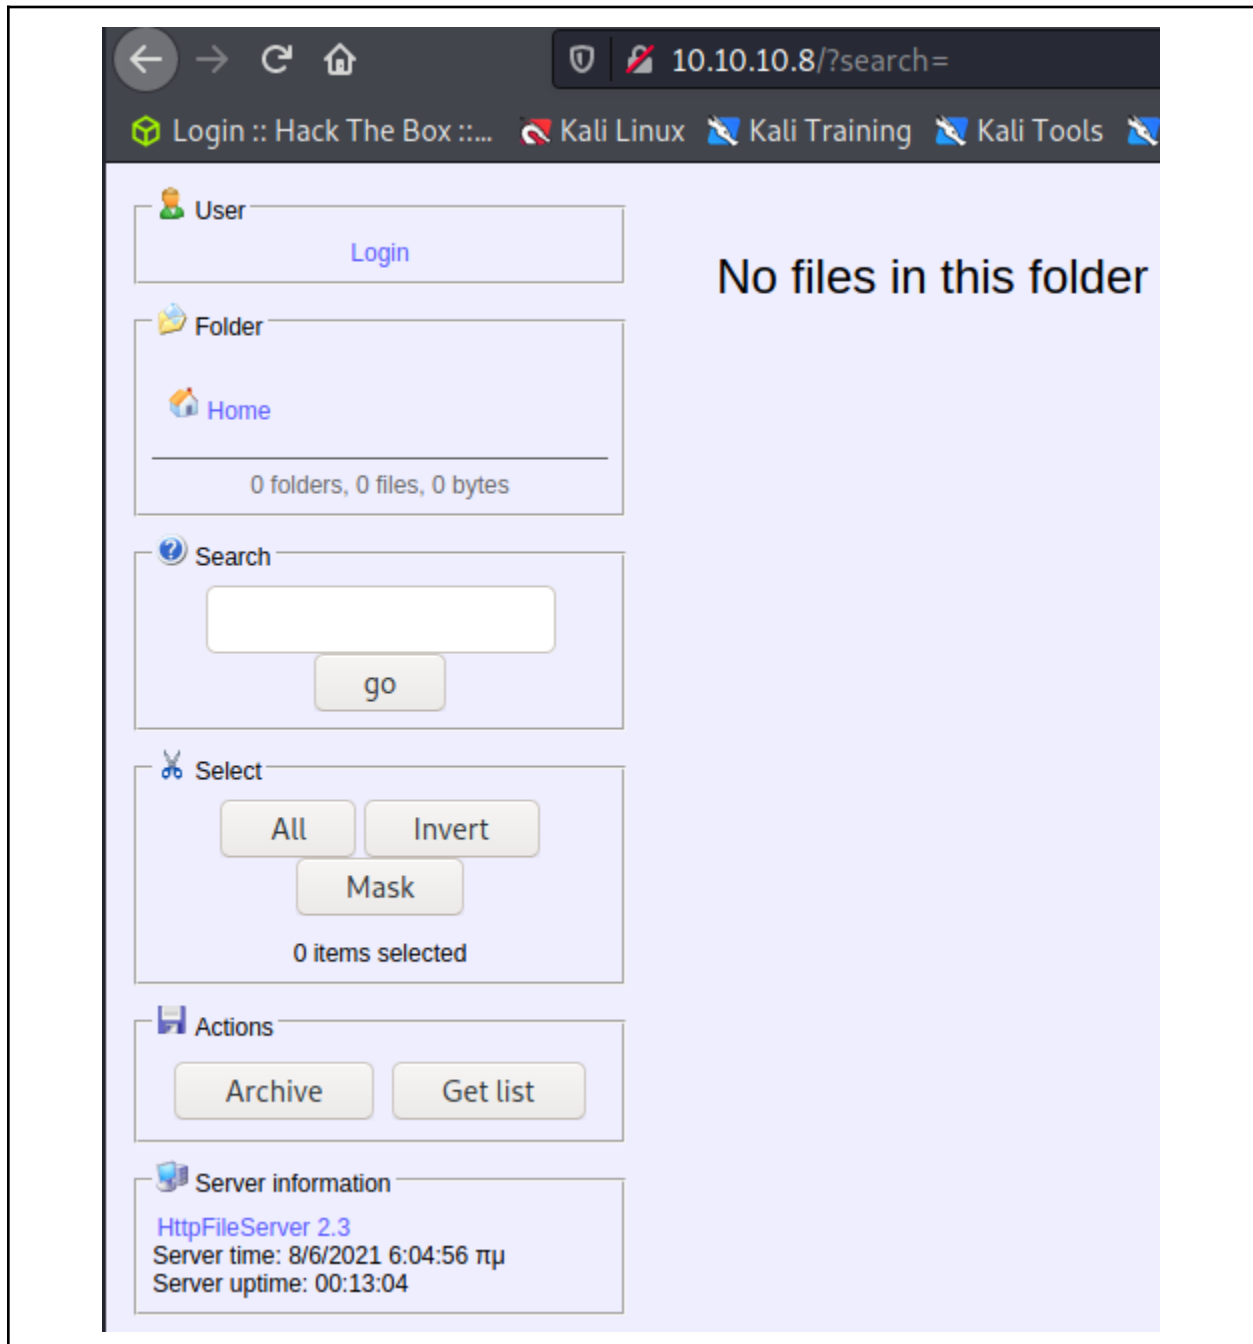 10.10.10.8/?search=
Login :: Hack The Box ::... Kali Linux Kali Training Kali Tools
User
Login
No files in this folder
Folder
Home
0 folders, 0 files, 0 bytes
Search
go
Select
All Invert
Mask
0 items selected
Actions
Archive Get list
Server information
HttpFileServer 2.3
Server time: 8/6/2021 6:04:56 πμ
Server uptime: 00:13:04